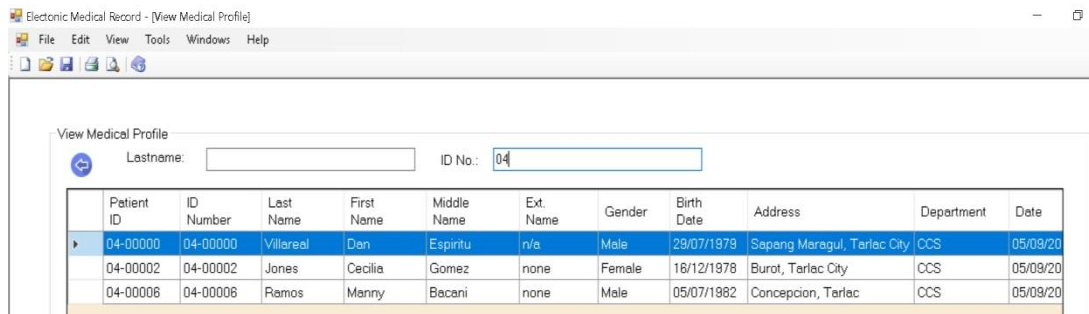 Electonic Medical Record - [View Medical Profile]
File Edit View Tools Windows Help
View Medical Profile
Lastname: ID No.: 04
Patient ID ID Number Last Name First Name Middle Name Ext. Name Gender Birth Date Address Department Date
04-00000 04-00000 Villareal Dan Espiritu n/a Male 29/07/1979 Sapang Maragul, Tarlac City CCS 05/09/20
04-00002 04-00002 Jones Cecilia Gomez none Female 16/12/1978 Burot, Tarlac City CCS 05/09/20
04-00006 04-00006 Ramos Manny Bacani none Male 05/07/1982 Concepcion, Tarlac CCS 05/09/20